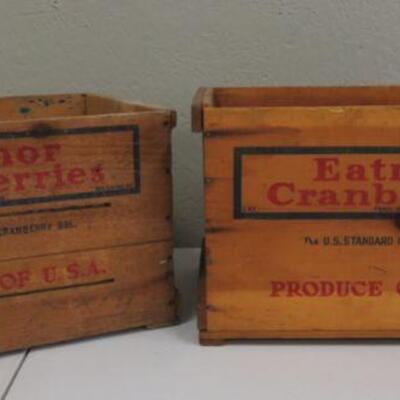 nor
erries
CRANBERRY BBL.
OF U.S.A.
Eatm
Cranb
The U.S. STANDARD
PRODUCE